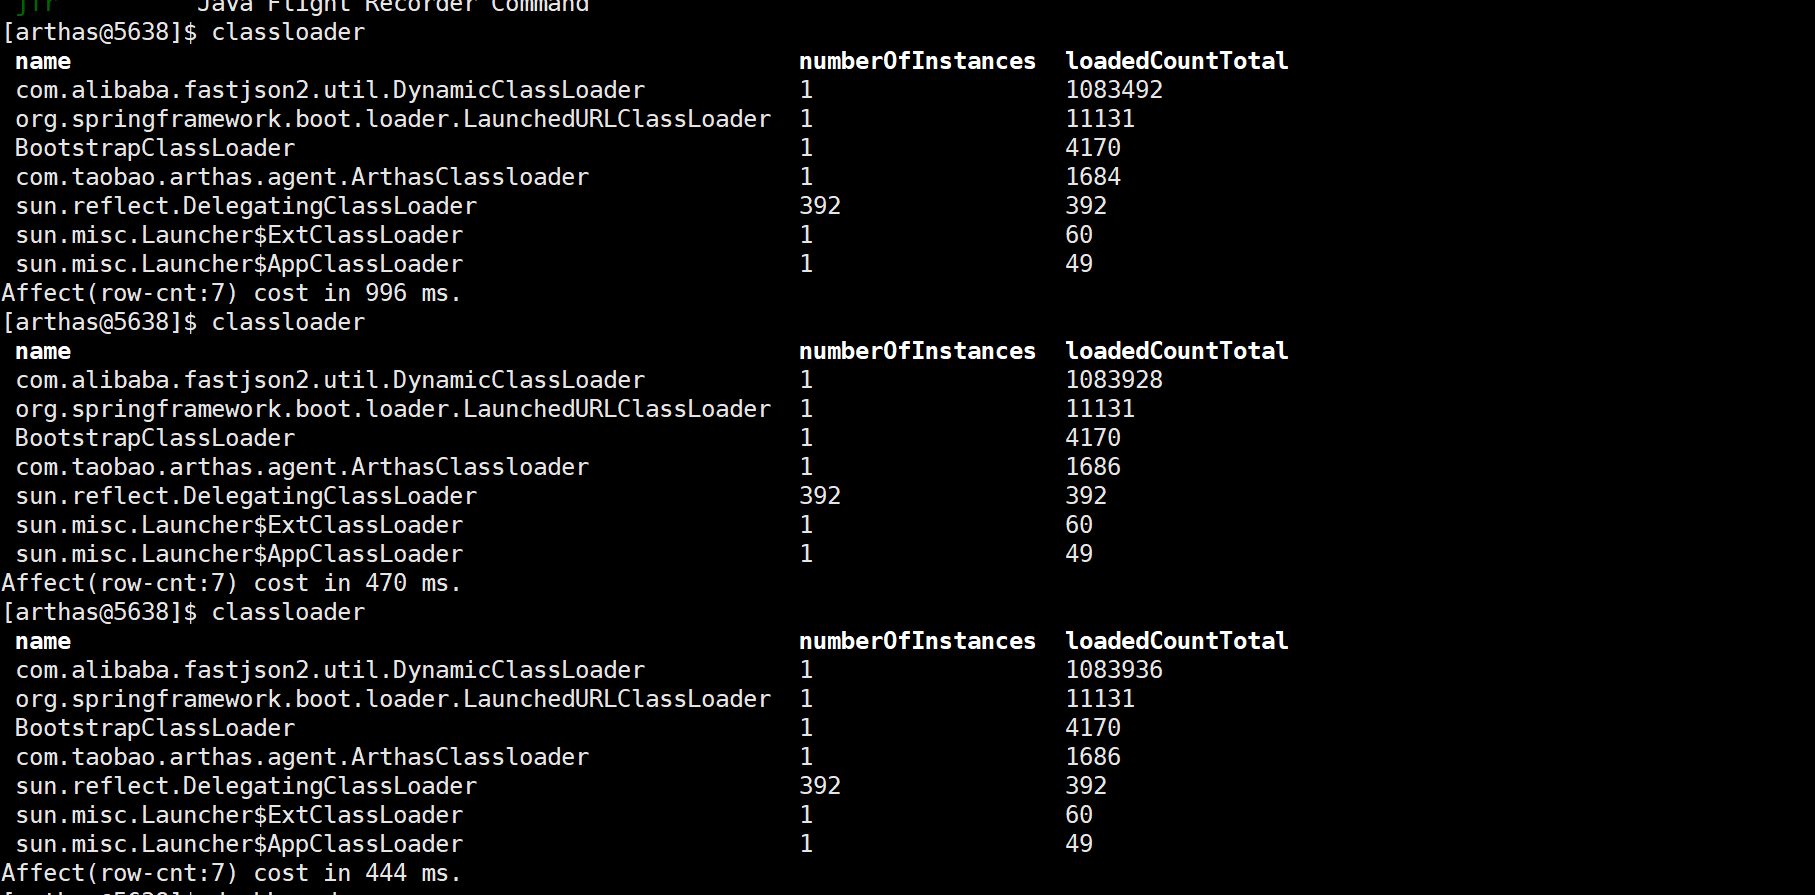 jfr Java Flight Recorder Command
[arthas@5638]$ classloader
name numberOfInstances loadedCountTotal
com.alibaba.fastjson2.util.DynamicClassLoader 1 1083492
org.springframework.boot.loader.LaunchedURLClassLoader 1 11131
BootstrapClassLoader 1 4170
com.taobao.arthas.agent.ArthasClassloader 1 1684
sun.reflect.DelegatingClassLoader 392 392
sun.misc.Launcher$ExtClassLoader 1 60
sun.misc.Launcher$AppClassLoader 1 49
Affect(row-cnt:7) cost in 996 ms.
[arthas@5638]$ classloader
name numberOfInstances loadedCountTotal
com.alibaba.fastjson2.util.DynamicClassLoader 1 1083928
org.springframework.boot.loader.LaunchedURLClassLoader 1 11131
BootstrapClassLoader 1 4170
com.taobao.arthas.agent.ArthasClassloader 1 1686
sun.reflect.DelegatingClassLoader 392 392
sun.misc.Launcher$ExtClassLoader 1 60
sun.misc.Launcher$AppClassLoader 1 49
Affect(row-cnt:7) cost in 470 ms.
[arthas@5638]$ classloader
name numberOfInstances loadedCountTotal
com.alibaba.fastjson2.util.DynamicClassLoader 1 1083936
org.springframework.boot.loader.LaunchedURLClassLoader 1 11131
BootstrapClassLoader 1 4170
com.taobao.arthas.agent.ArthasClassloader 1 1686
sun.reflect.DelegatingClassLoader 392 392
sun.misc.Launcher$ExtClassLoader 1 60
sun.misc.Launcher$AppClassLoader 1 49
Affect(row-cnt:7) cost in 444 ms.